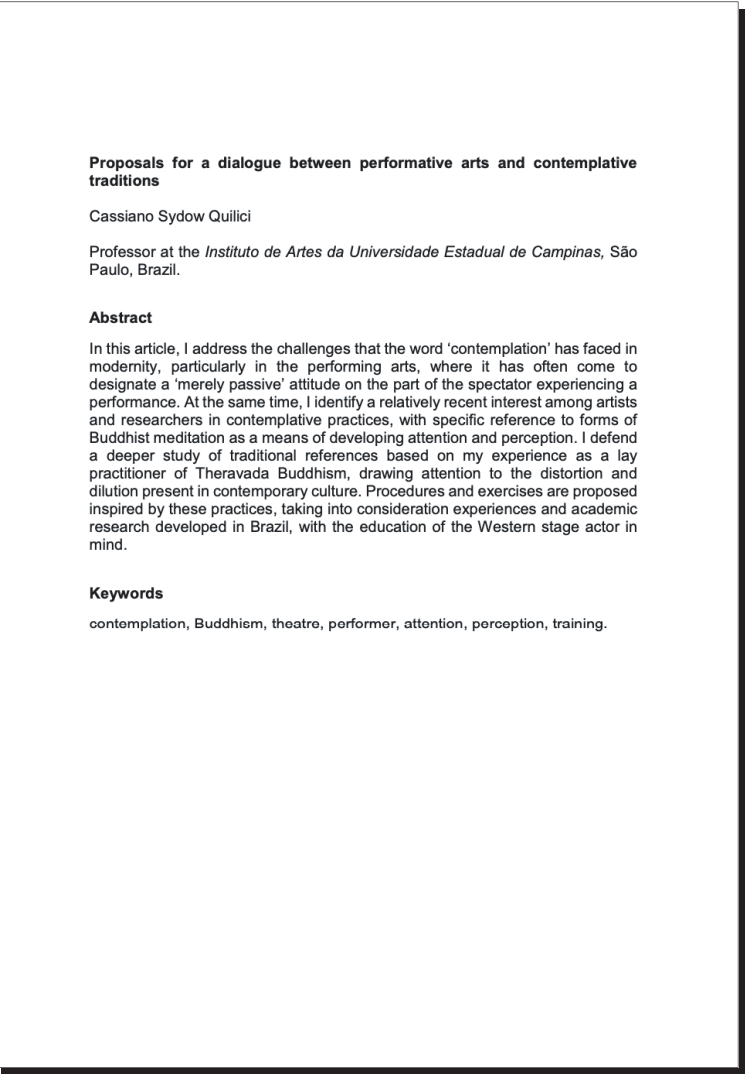 Proposals for a dialogue between performative arts and contemplative
traditions
Cassiano Sydow Quilici
Professor at the Instituto de Artes da Universidade Estadual de Campinas, São
Paulo, Brazil.
Abstract
In this article, I address the challenges that the word ‘contemplation’ has faced in
modernity, particularly in the performing arts, where it has often come to
designate a ‘merely passive’ attitude on the part of the spectator experiencing a
performance. At the same time, I identify a relatively recent interest among artists
and researchers in contemplative practices, with specific reference to forms of
Buddhist meditation as a means of developing attention and perception. I defend
a deeper study of traditional references based on my experience as a lay
practitioner of Theravada Buddhism, drawing attention to the distortion and
dilution present in contemporary culture. Procedures and exercises are proposed
inspired by these practices, taking into consideration experiences and academic
research developed in Brazil, with the education of the Western stage actor in
mind.
Keywords
contemplation, Buddhism, theatre, performer, attention, perception, training.